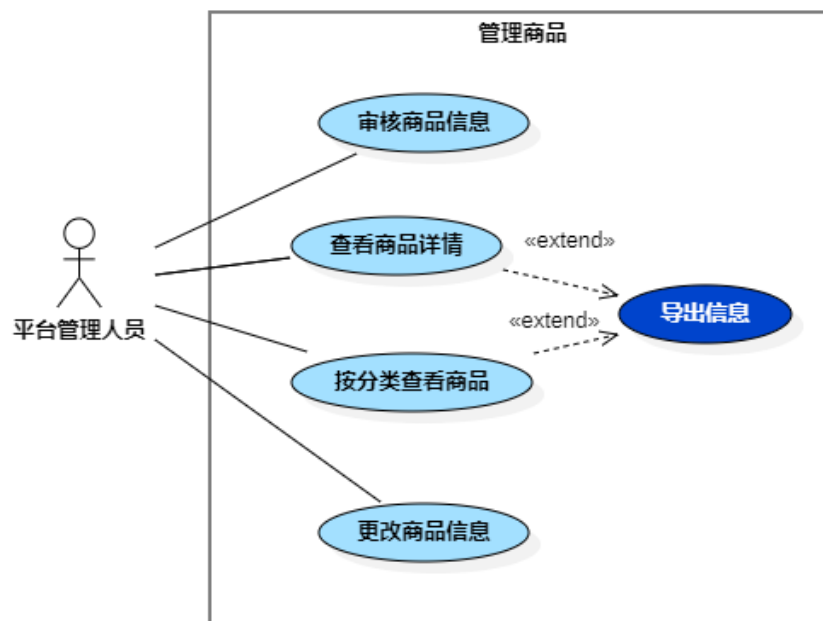 管理商品
审核商品信息
查看商品详情
«extend»
导出信息
«extend»
平台管理人员
按分类查看商品
更改商品信息